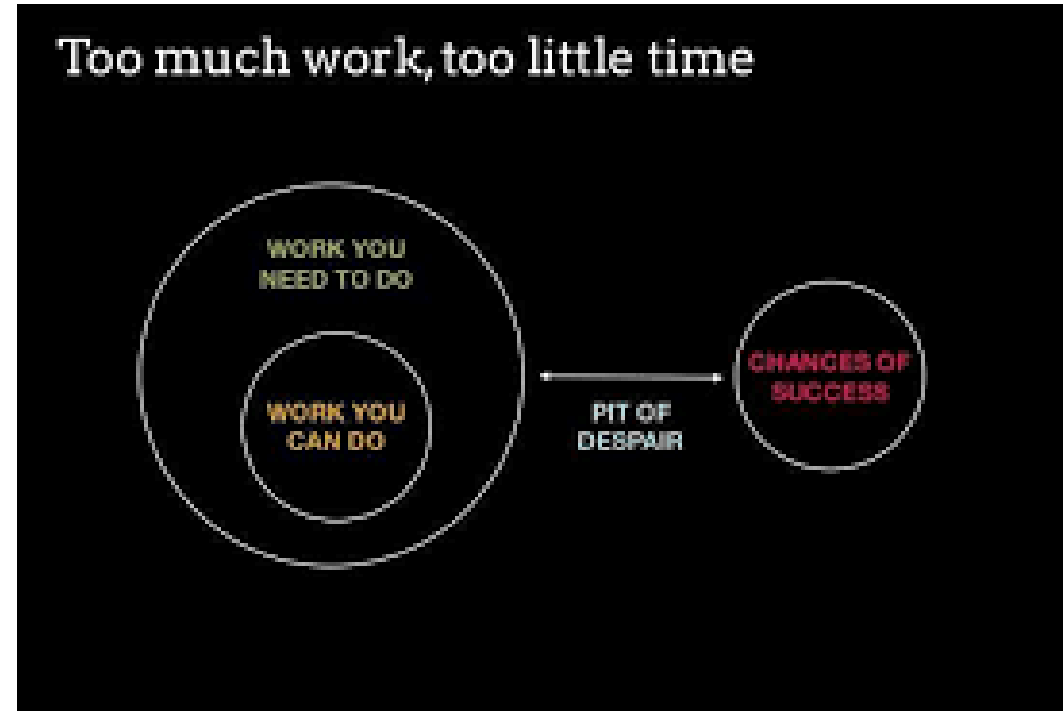 Too much work, too little time
WORK YOU
NEED TO DO
WORK YOU
CAN DO
PIT OF
DESPAIR
CHANCES OF
SUCCESS